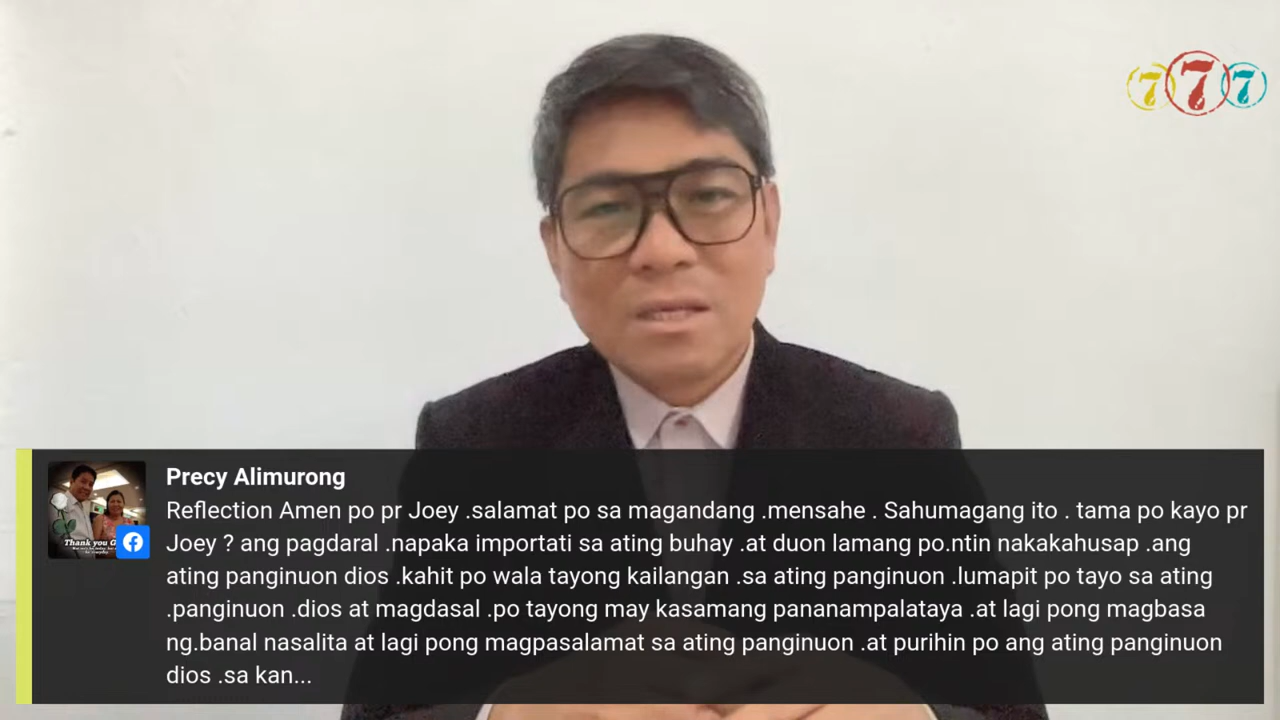 7 7 7
Precy Alimurong
Reflection Amen po pr Joey .salamat po sa magandang .mensahe . Sahumagang ito . tama po kayo pr
Joey ? ang pagdaral .napaka importati sa ating buhay .at durun lamang po.ntin nakakahusap .ang
ating panginuon dios .kahit po wala tayong kailangan .sa ating panginuon .lumapit po tayo sa ating
.panginuon .dios at magdasal .po tayong may kasamang pananampalataya .at lagi pong magbasa
ng.banal nasalita at lagi pong magpasalamat sa ating panginuon .at purihin po ang ating panginuon
dios .sa kan...
Thank you G